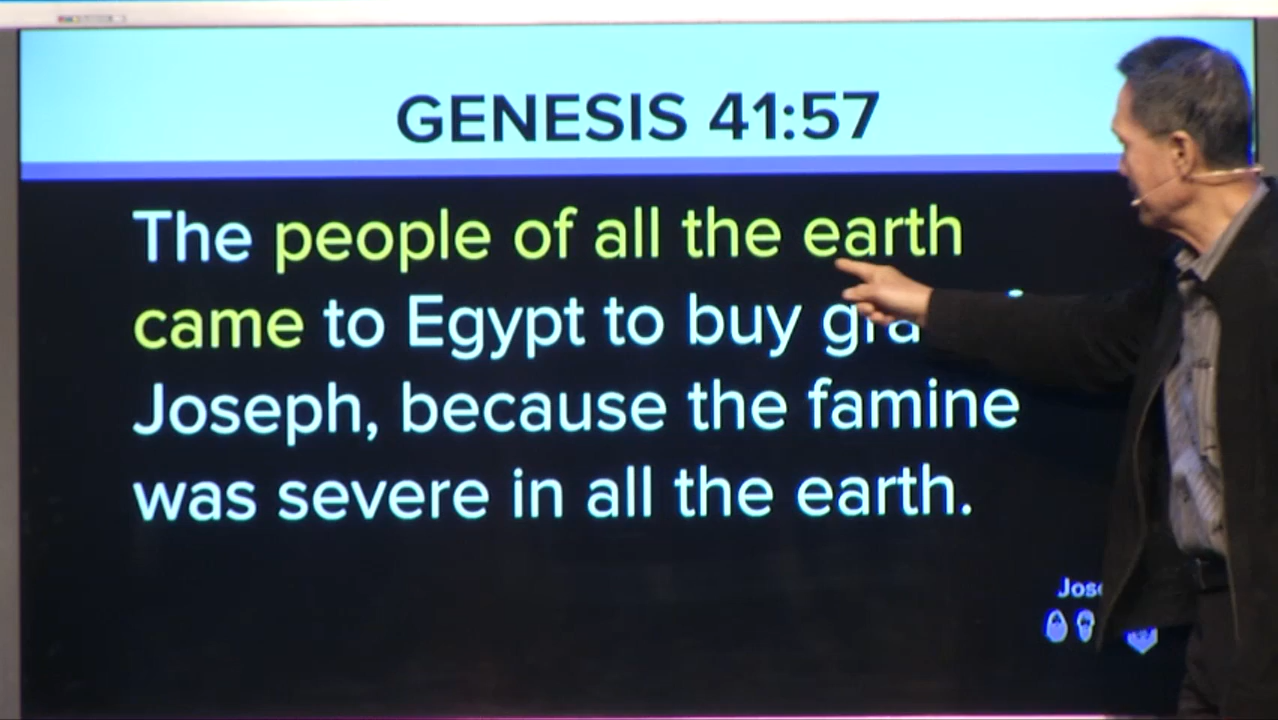 GENESIS 41:57
The people of all the earth
came to Egypt to buy
Joseph, because the famine
was severe in all the earth.